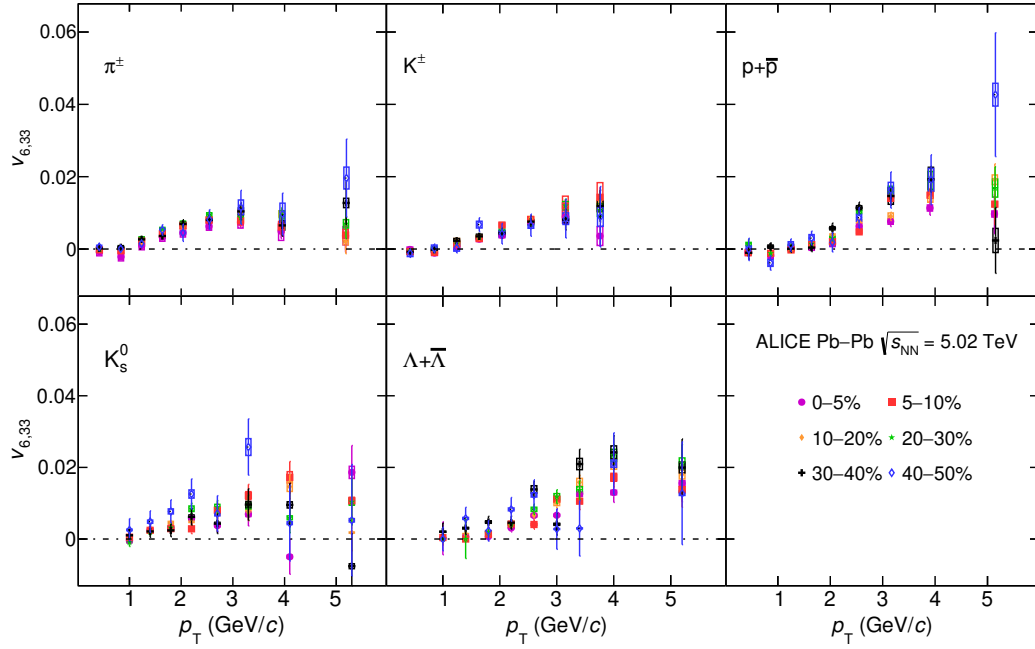 0.06
0.04
0.02
0
v6,33
π±
K±
p+p̅
0.06
0.04
0.02
0
v6,33
K0s
Λ+Λ̅
ALICE Pb−Pb √sNN = 5.02 TeV
0−5% 5−10%
10−20% 20−30%
30−40% 40−50%
1 2 3 4 5 1 2 3 4 5 1 2 3 4 5
pT (GeV/c) pT (GeV/c) pT (GeV/c)